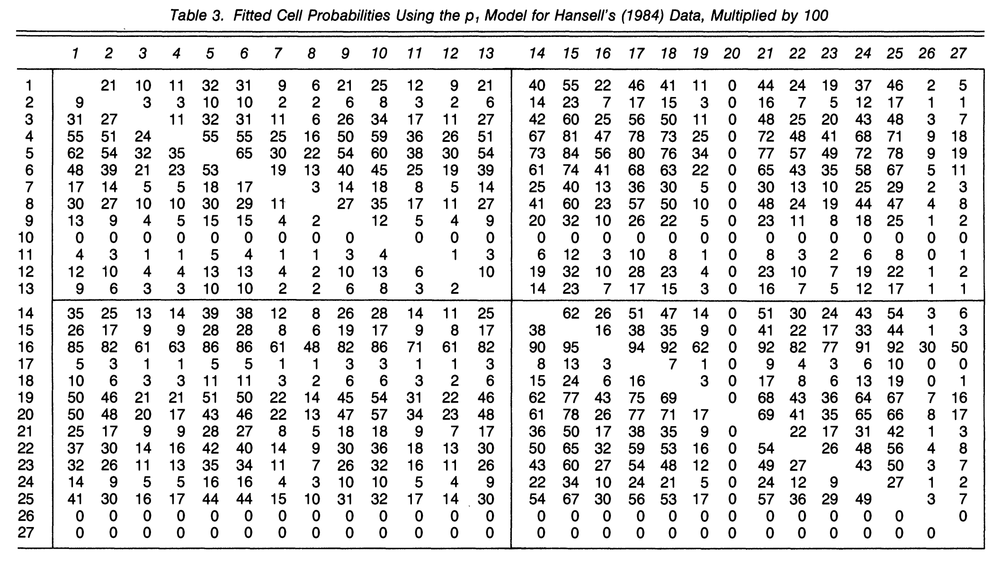 Table 3. Fitted Cell Probabilities Using the p1 Model for Hansell's (1984) Data, Multiplied by 100
1 2 3 4 5 6 7 8 9 10 11 12 13 14 15 16 17 18 19 20 21 22 23 24 25 26 27
1 21 10 11 32 31 9 6 21 25 12 9 21 40 55 22 46 41 11 0 44 24 19 37 46 2 5
2 9 3 3 10 10 2 2 6 8 3 2 6 14 23 7 17 15 3 0 16 7 5 12 17 1 1
3 31 27 11 32 31 11 6 26 34 17 11 27 42 60 25 56 50 11 0 48 25 20 43 48 3 7
4 55 51 24 55 55 25 16 50 59 36 26 51 67 81 47 78 73 25 0 72 48 41 68 71 9 18
5 62 54 32 35 65 30 22 54 60 38 30 54 73 84 56 80 76 34 0 77 57 49 72 78 9 19
6 48 39 21 23 53 19 13 40 45 25 19 39 61 74 41 68 63 22 0 65 43 35 58 67 5 11
7 17 14 5 5 18 17 3 14 18 8 5 14 25 40 13 36 30 5 0 30 13 10 25 29 2 3
8 30 27 10 10 30 29 11 27 35 17 11 27 41 60 23 57 50 10 0 48 24 19 44 47 4 8
9 13 9 4 5 15 15 4 2 12 5 4 9 20 32 10 26 22 5 0 23 11 8 18 25 1 2
10 0 0 0 0 0 0 0 0 0 0 0 0 0 0 0 0 0 0 0 0 0 0 0 0 0 0
11 4 3 1 1 5 4 1 1 3 4 1 3 6 12 3 10 8 1 0 8 3 2 6 8 0 1
12 12 10 4 4 13 13 4 2 10 13 6 10 19 32 10 28 23 4 0 23 10 7 19 22 1 2
13 9 6 3 3 10 10 2 2 6 8 3 2 14 23 7 17 15 3 0 16 7 5 12 17 1 1
14 35 25 13 14 39 38 12 8 26 28 14 11 25 62 26 51 47 14 0 51 30 24 43 54 3 6
15 26 17 9 9 28 28 8 6 19 17 9 8 17 38 16 38 35 9 0 41 22 17 33 44 1 3
16 85 82 61 63 86 86 61 48 82 86 71 61 82 90 95 94 92 62 0 92 82 77 91 92 30 50
17 5 3 1 1 5 5 1 1 3 3 1 1 3 8 13 3 7 1 0 9 4 3 6 10 0 0
18 10 6 3 3 11 11 3 2 6 6 3 2 6 15 24 6 16 3 0 17 8 6 13 19 0 1
19 50 46 21 21 51 50 22 14 45 54 31 22 46 62 77 43 75 69 0 68 43 36 64 67 7 16
20 50 48 20 17 43 46 22 13 47 57 34 23 48 61 78 26 77 71 17 69 41 35 65 66 8 17
21 25 17 9 9 28 27 8 5 18 18 9 7 17 36 50 17 38 35 9 0 22 17 31 42 1 3
22 37 30 14 16 42 40 14 9 30 36 18 13 30 50 65 32 59 53 16 0 54 26 48 56 4 8
23 32 26 11 13 35 34 11 7 26 32 16 11 26 43 60 27 54 48 12 0 49 27 43 50 3 7
24 14 9 5 5 16 16 4 3 10 10 5 4 9 22 34 10 24 21 5 0 24 12 9 27 1 2
25 41 30 16 17 44 44 15 10 31 32 17 14 30 54 67 30 56 53 17 0 57 36 29 49 3 7
26 0 0 0 0 0 0 0 0 0 0 0 0 0 0 0 0 0 0 0 0 0 0 0 0 0 0
27 0 0 0 0 0 0 0 0 0 0 0 0 0 0 0 0 0 0 0 0 0 0 0 0 0 0